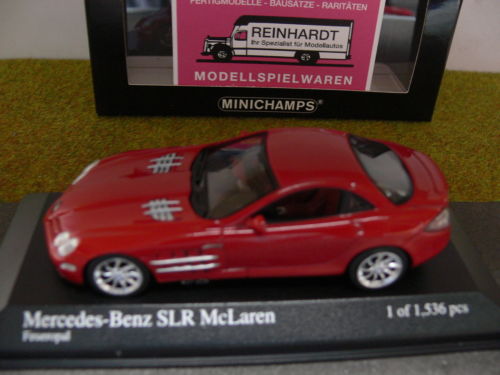 FERTIGMODELLE - BAUSÄTZE - RARITÄTEN
REINHARDT
Ihr Spezialist für Modellautos
MODELLSPIELWAREN
MINICHAMPS
Mercedes-Benz SLR McLaren
1 of 1,536 pcs
Feueropal